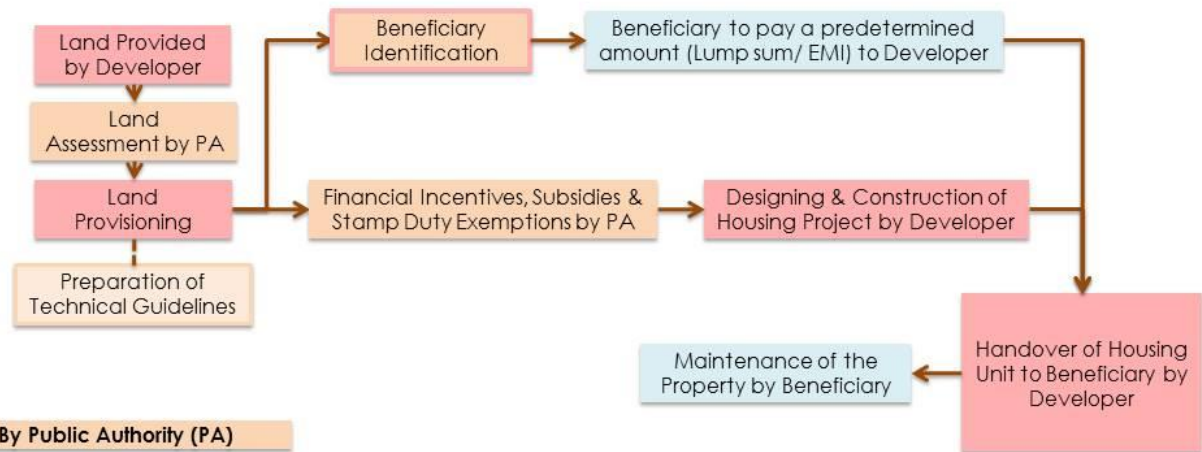 Land Provided
by Developer
Land
Assessment by PA
Land
Provisioning
Preparation of
Technical Guidelines
Beneficiary
Identification
Beneficiary to pay a predetermined
amount (Lump sum/ EMI) to Developer
Financial Incentives, Subsidies &
Stamp Duty Exemptions by PA
Designing & Construction of
Housing Project by Developer
Handover of Housing
Unit to Beneficiary by
Developer
Maintenance of the
Property by Beneficiary
By Public Authority (PA)